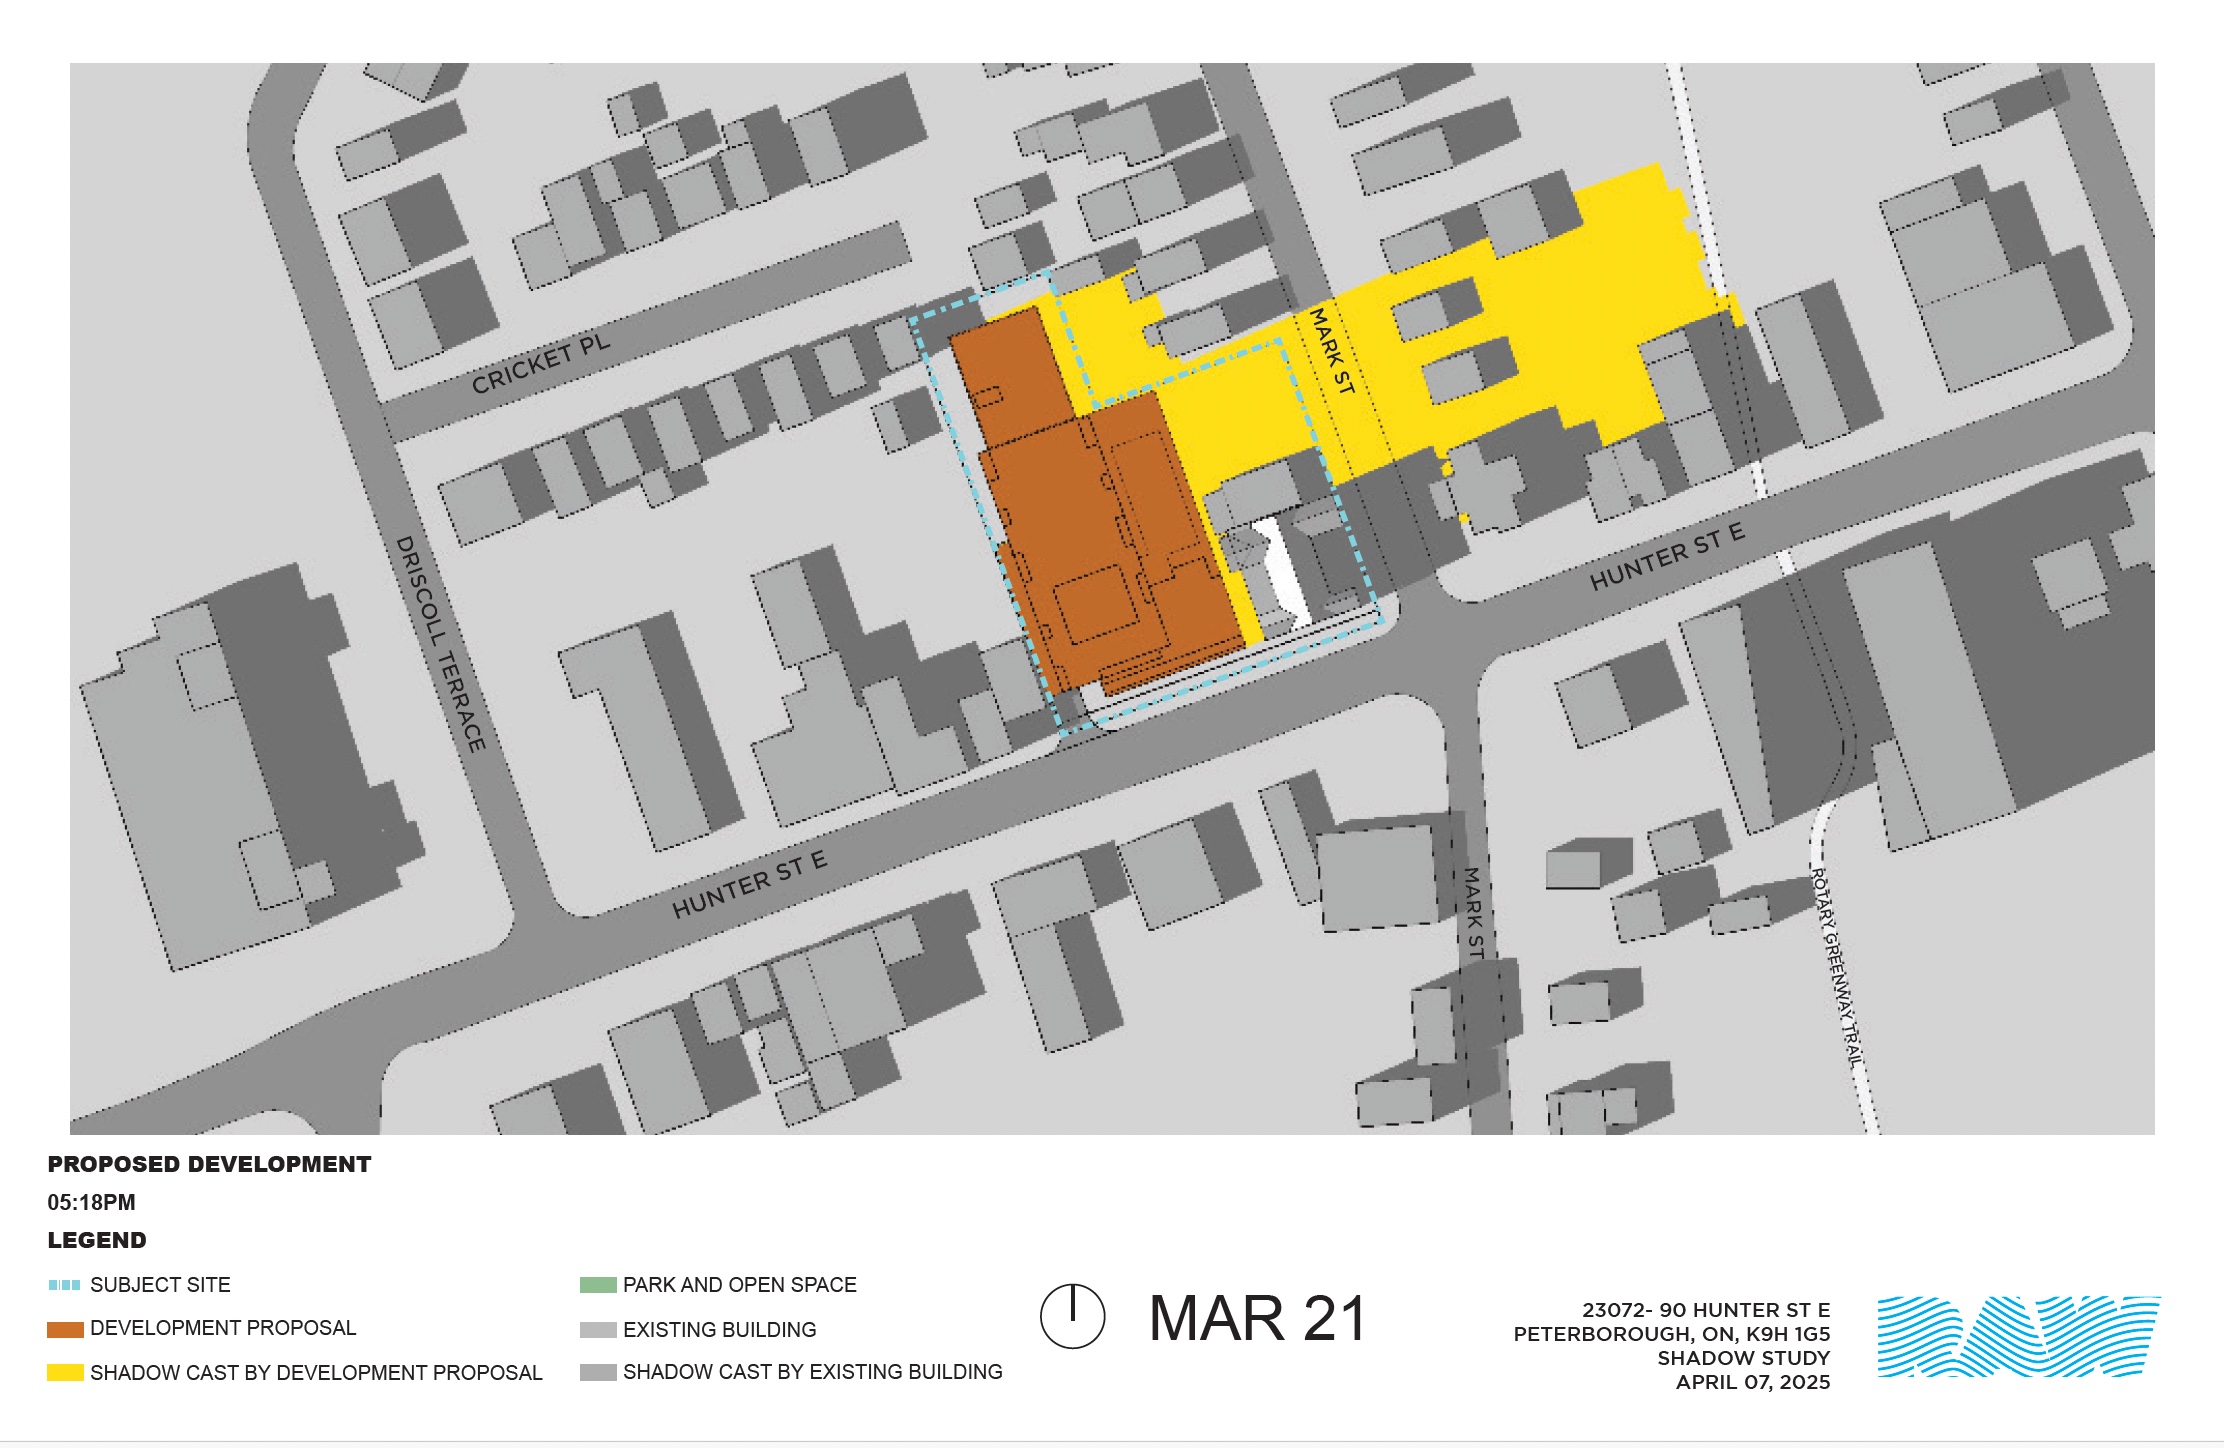 MARK ST
CRICKET PL
DRISCOLL TERRACE
HUNTER ST E
HUNTER ST E
MARK ST
ROTARY GREENWAY TRAIL
PROPOSED DEVELOPMENT
05:18PM
LEGEND
SUBJECT SITE
DEVELOPMENT PROPOSAL
SHADOW CAST BY DEVELOPMENT PROPOSAL
PARK AND OPEN SPACE
EXISTING BUILDING
SHADOW CAST BY EXISTING BUILDING
MAR 21
23072- 90 HUNTER ST E
PETERBOROUGH, ON, K9H 1G5
SHADOW STUDY
APRIL 07, 2025